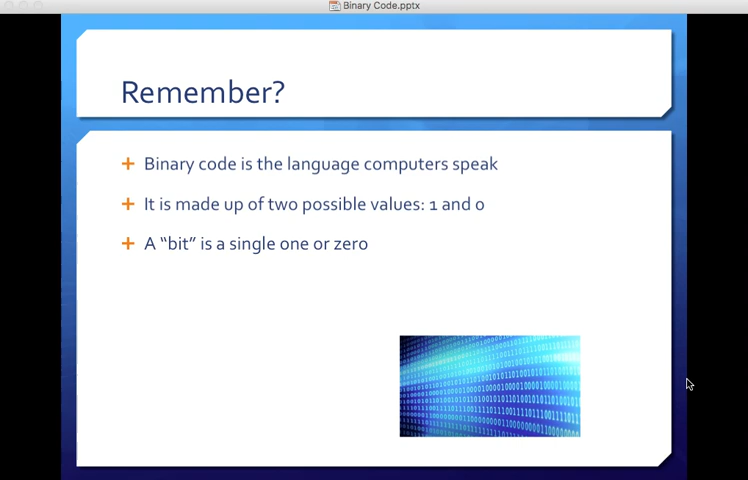 Binary Code.pptx
Remember?
Binary code is the language computers speak
It is made up of two possible values: 1 and 0
A “bit” is a single one or zero